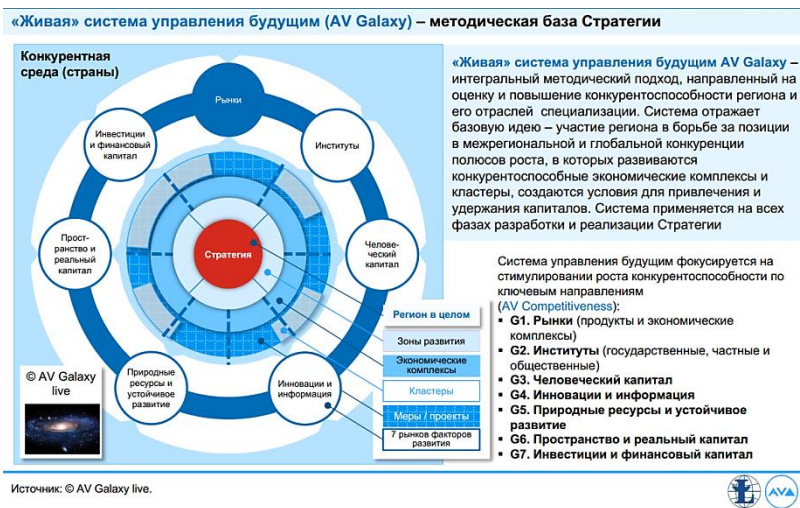 «Живая» система управления будущим (AV Galaxy) – методическая база Стратегии
Конкурентная
среда (страны)
Рынки
Инвестиции
и финансовый
капитал
Институты
Прост-
ранство и
реальный
капитал
Стратегия
Челове-
ческий
капитал
Природные
ресурсы и
устойчивое
развитие
Инновации и
информация
Регион в целом
Зоны развития
Экономические
комплексы
Кластеры
Меры / проекты
7 рынков факторов
развития
© AV Galaxy
live
«Живая» система управления будущим AV Galaxy –
интегральный методический подход, направленный на
оценку и повышение конкурентоспособности региона и
его отраслей специализации. Система отражает
базовую идею – участие региона в борьбе за позиции
в межрегиональной и глобальной конкуренции
полюсов роста, в которых развиваются
конкурентоспособные экономические комплексы и
кластеры, создаются условия для привлечения и
удержания капиталов. Система применяется на всех
фазах разработки и реализации Стратегии
Система управления будущим фокусируется на
стимулировании роста конкурентоспособности по
ключевым направлениям
(AV Competitiveness):
▪ G1. Рынки (продукты и экономические
комплексы)
▪ G2. Институты (государственные, частные и
общественные)
▪ G3. Человеческий капитал
▪ G4. Инновации и информация
▪ G5. Природные ресурсы и устойчивое
развитие
▪ G6. Пространство и реальный капитал
▪ G7. Инвестиции и финансовый капитал
Источник: © AV Galaxy live.
AVA